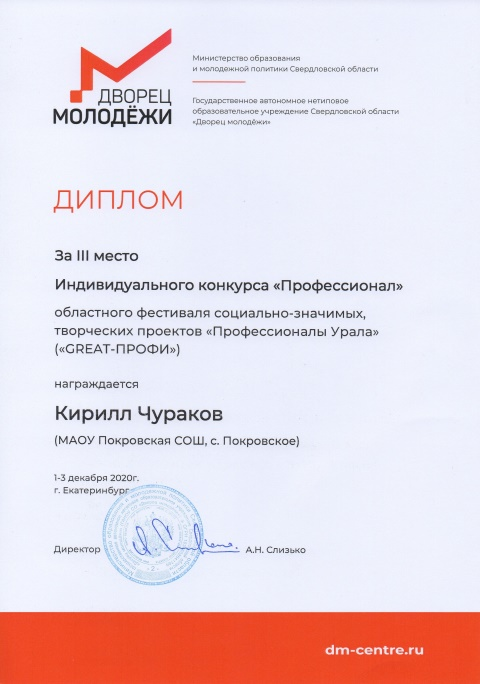 ДВОРЕЦ
МОЛОДЁЖИ
Министерство образования
и молодежной политики Свердловской области
Государственное автономное нетиповое
образовательное учреждение Свердловской области
«Дворец молодёжи»
ДИПЛОМ
За III место
Индивидуального конкурса «Профессионал»
областного фестиваля социально-значимых,
творческих проектов «Профессионалы Урала»
(«GREAT-ПРОФИ»)
награждается
Кирилл Чураков
(МАОУ Покровская СОШ, с. Покровское)
1-3 декабря 2020г.
г. Екатеринбург
Директор
А.Н. Слизько
dm-centre.ru